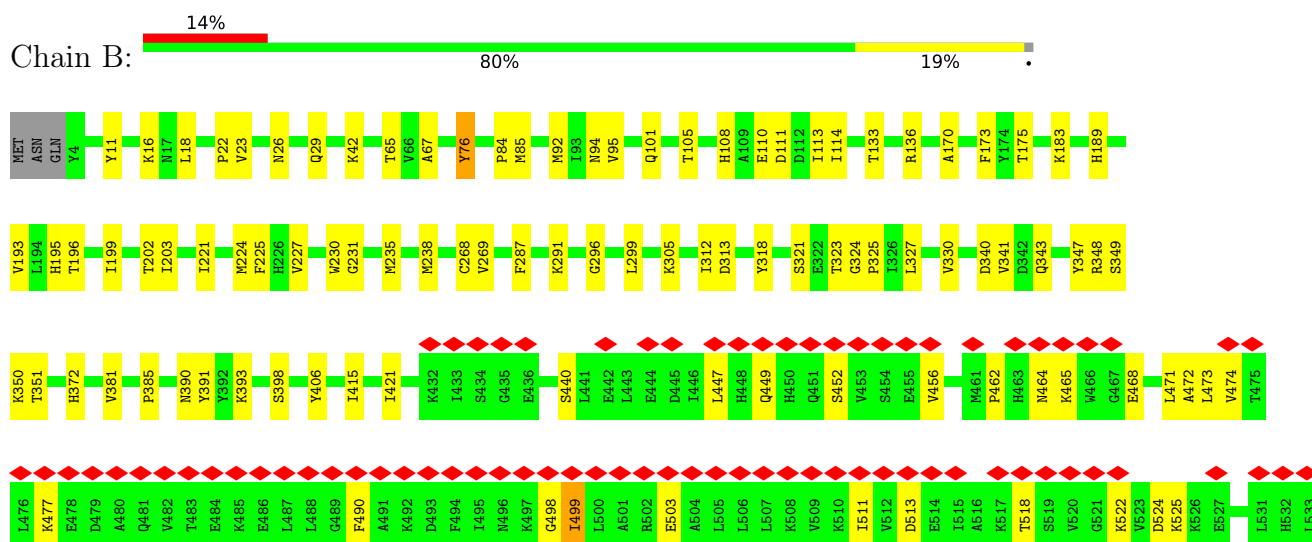 14%
Chain B:
80% 19% •
MET ASN GLN Y4 Y11 K16 N17 L18 P22 V23 N26 Q29 K42 T65 V66 A67 Y76 P84 M85 M92 I93 N94 V95 Q101 T105 H108 A109 E110 D111 D112 I113 I114 T133 R136 A170 F173 Y174 T175 K183 H189
V193 L194 H195 T196 I199 T202 I203 I221 M224 F225 H226 V227 W230 G231 M235 M238 C268 V269 F287 K291 G296 L299 K305 I312 D313 Y318 S321 E322 T323 G324 P325 I326 L327 V330 D340 V341 D342 Q343 Y347 R348 S349
K350 T351 H372 V381 P385 N390 Y391 Y392 K393 S398 Y406 I415 I421 K432 I433 S434 G435 E436 S440 L441 E442 L443 E444 D445 I446 L447 H448 Q449 H450 Q451 S452 V453 S454 E455 V456 M461 P462 H463 N464 K465 W466 G467 E468 L471 A472 L473 V474 T475
L476 K477 E478 D479 A480 Q481 V482 T483 E484 K485 E486 L487 L488 G489 F490 A491 K492 D493 F494 I495 N496 K497 G498 I499 L500 A501 R502 E503 A504 L505 L506 L507 K508 V509 K510 I511 V512 D513 E514 I515 A516 K517 T518 S519 V520 G521 K522 V523 D524 K525 K526 E527 L531 H532 L533